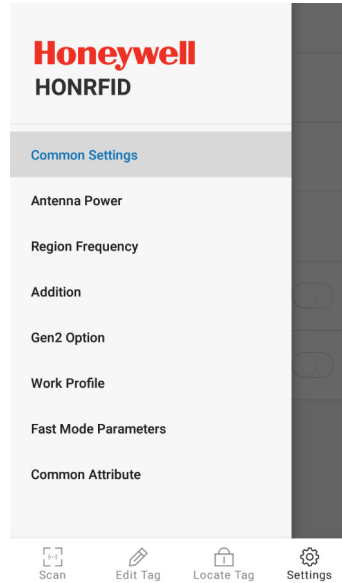 Honeywell
HONRFID
Common Settings
Antenna Power
Region Frequency
Addition
Gen2 Option
Work Profile
Fast Mode Parameters
Common Attribute
Scan
Edit Tag
Locate Tag
Settings